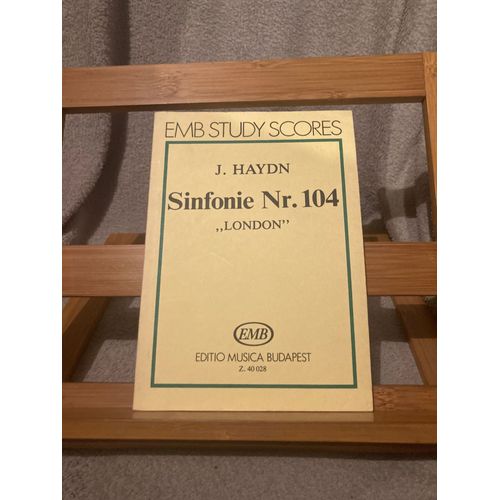 EMB STUDY SCORES
J. HAYDN
Sinfonie Nr. 104
„LONDON”
EMB
EDITIO MUSICA BUDAPEST
Z. 40 028